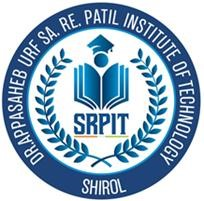 DR.APPASAHEB URF SA. RE. PATIL INSTITUTE OF TECHNOLOGY
SRPIT
SHIROL